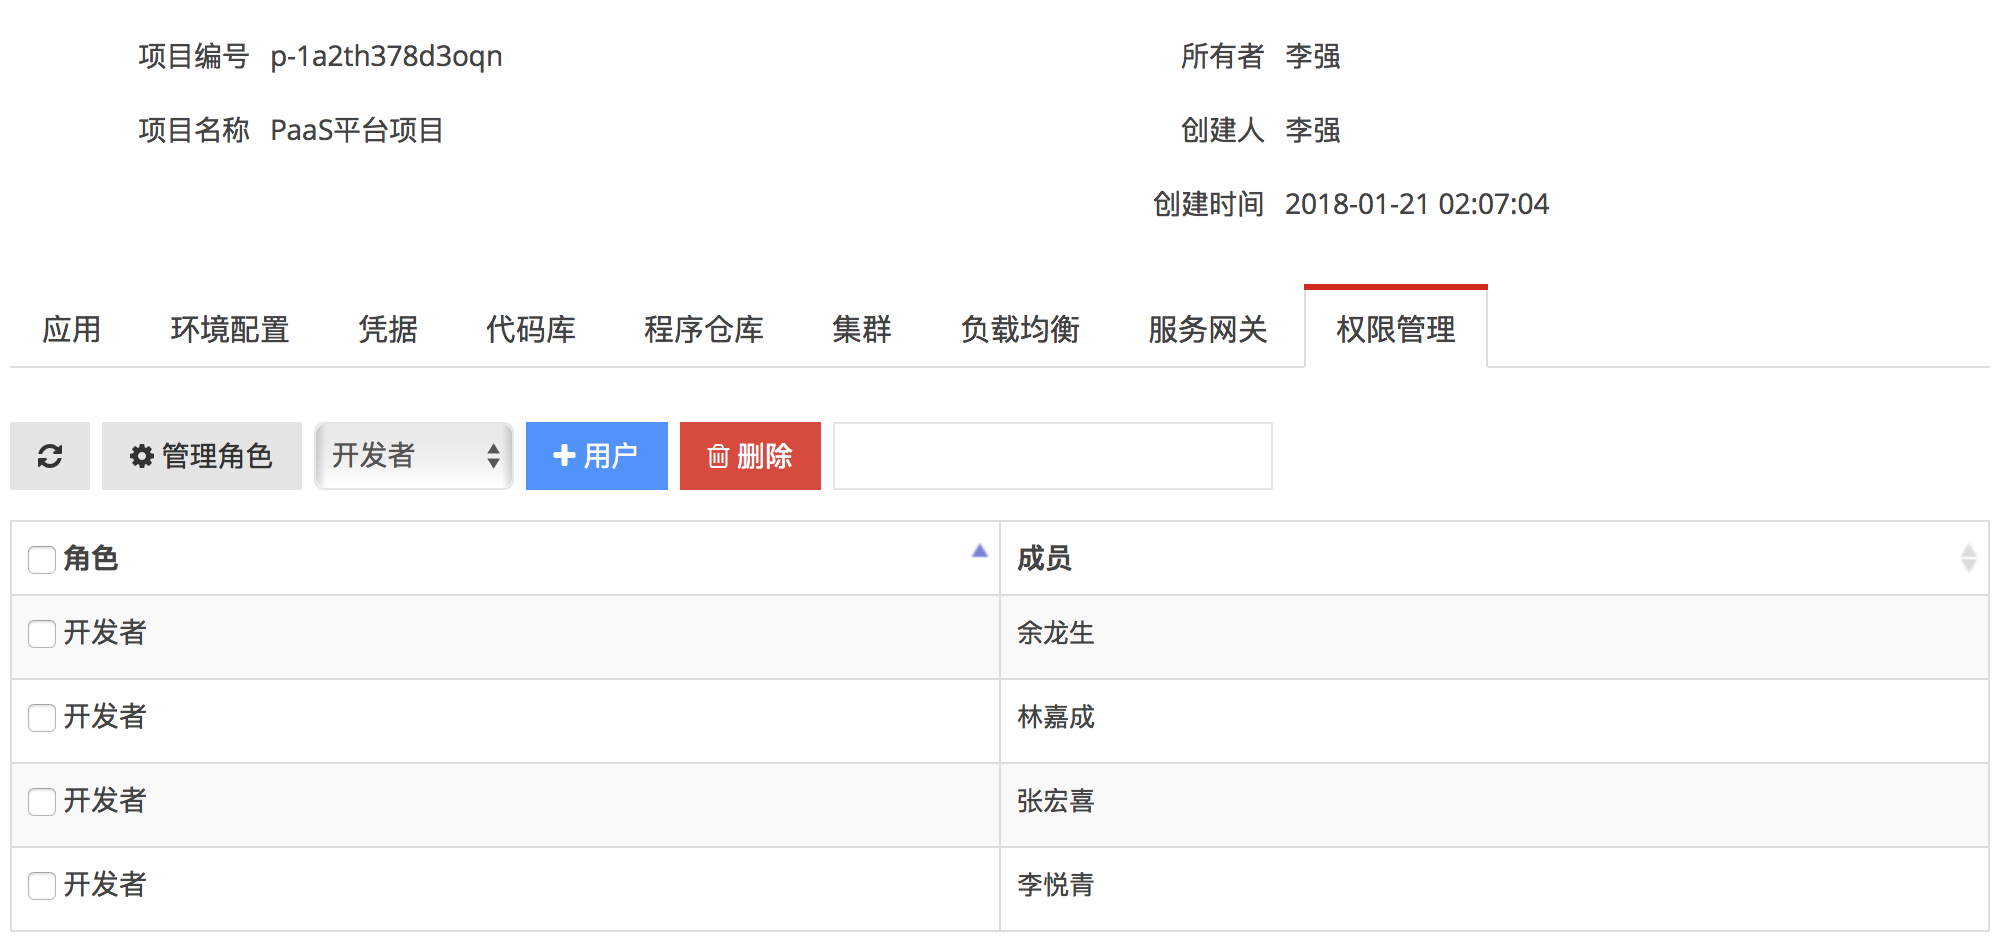 项目编号 p-1a2th378d3oqn 所有者 李强
项目名称 PaaS平台项目 创建人 李强
创建时间 2018-01-21 02:07:04
应用 环境配置 凭据 代码库 程序仓库 集群 负载均衡 服务网关 权限管理
管理角色 开发者 用户 删除
角色 成员
开发者 余龙生
开发者 林嘉成
开发者 张宏喜
开发者 李悦青